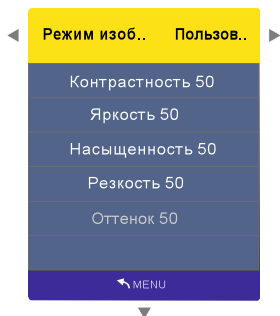 Режим изоб.. Пользов..
Контрастность 50
Яркость 50
Насыщенность 50
Резкость 50
Оттенок 50
MENU